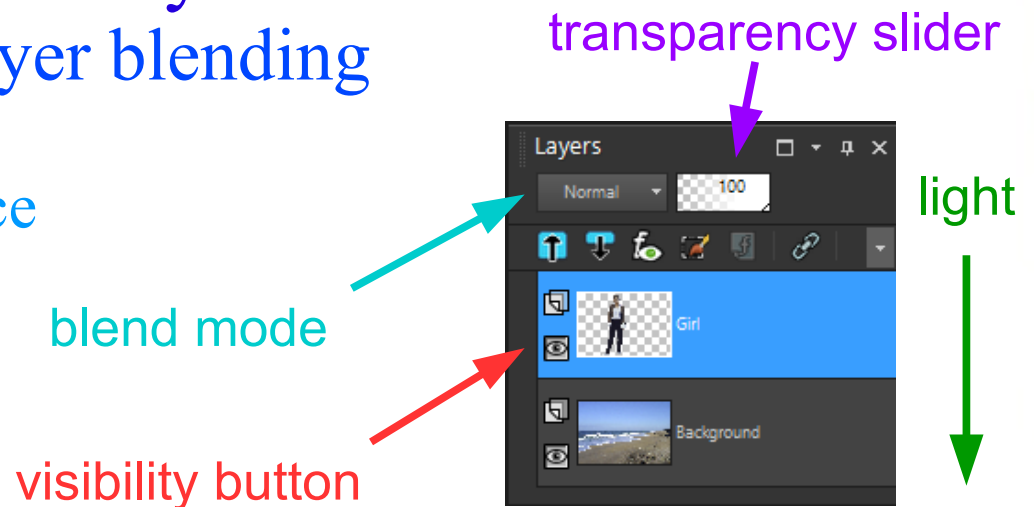 transparency slider
yer blending
Layers
Normal
100
light
ce
Girl
blend mode
Background
visibility button